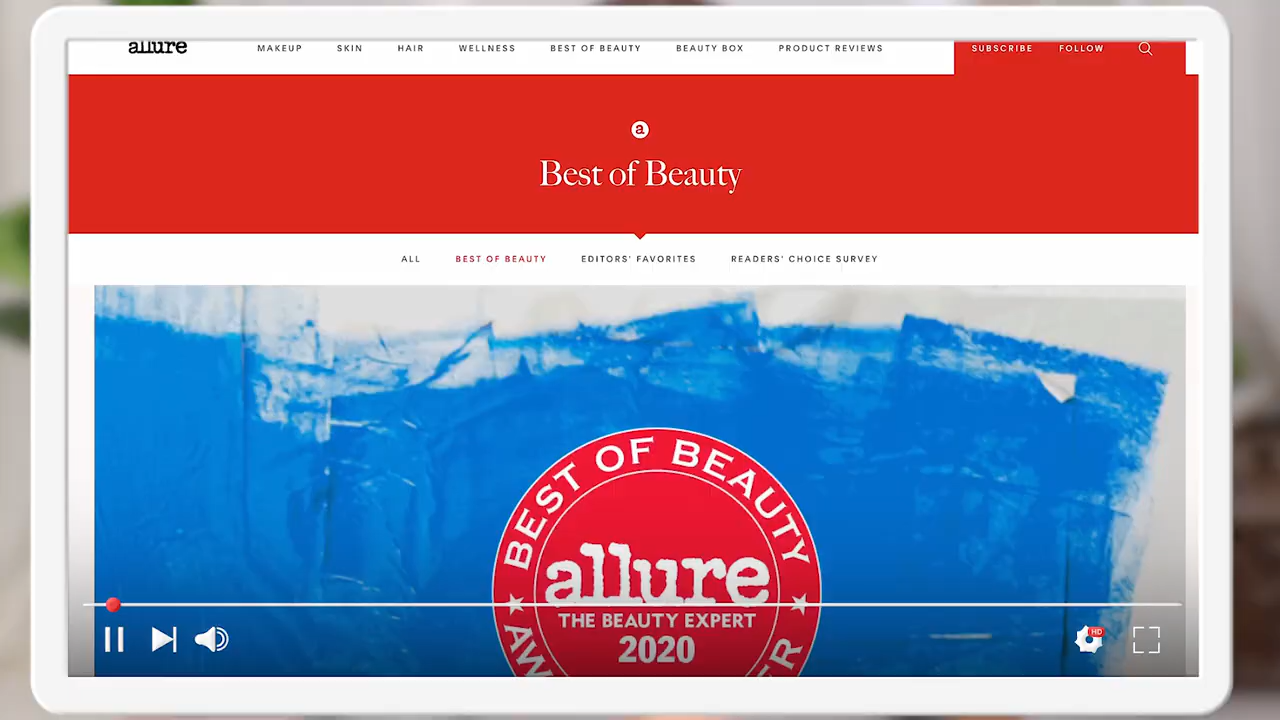 allure MAKEUP SKIN HAIR WELLNESS BEST OF BEAUTY BEAUTY BOX PRODUCT REVIEWS SUBSCRIBE FOLLOW
a
Best of Beauty
ALL BEST OF BEAUTY EDITORS' FAVORITES READERS' CHOICE SURVEY
BEST OF BEAUTY
allure
THE BEAUTY EXPERT
2020
HD